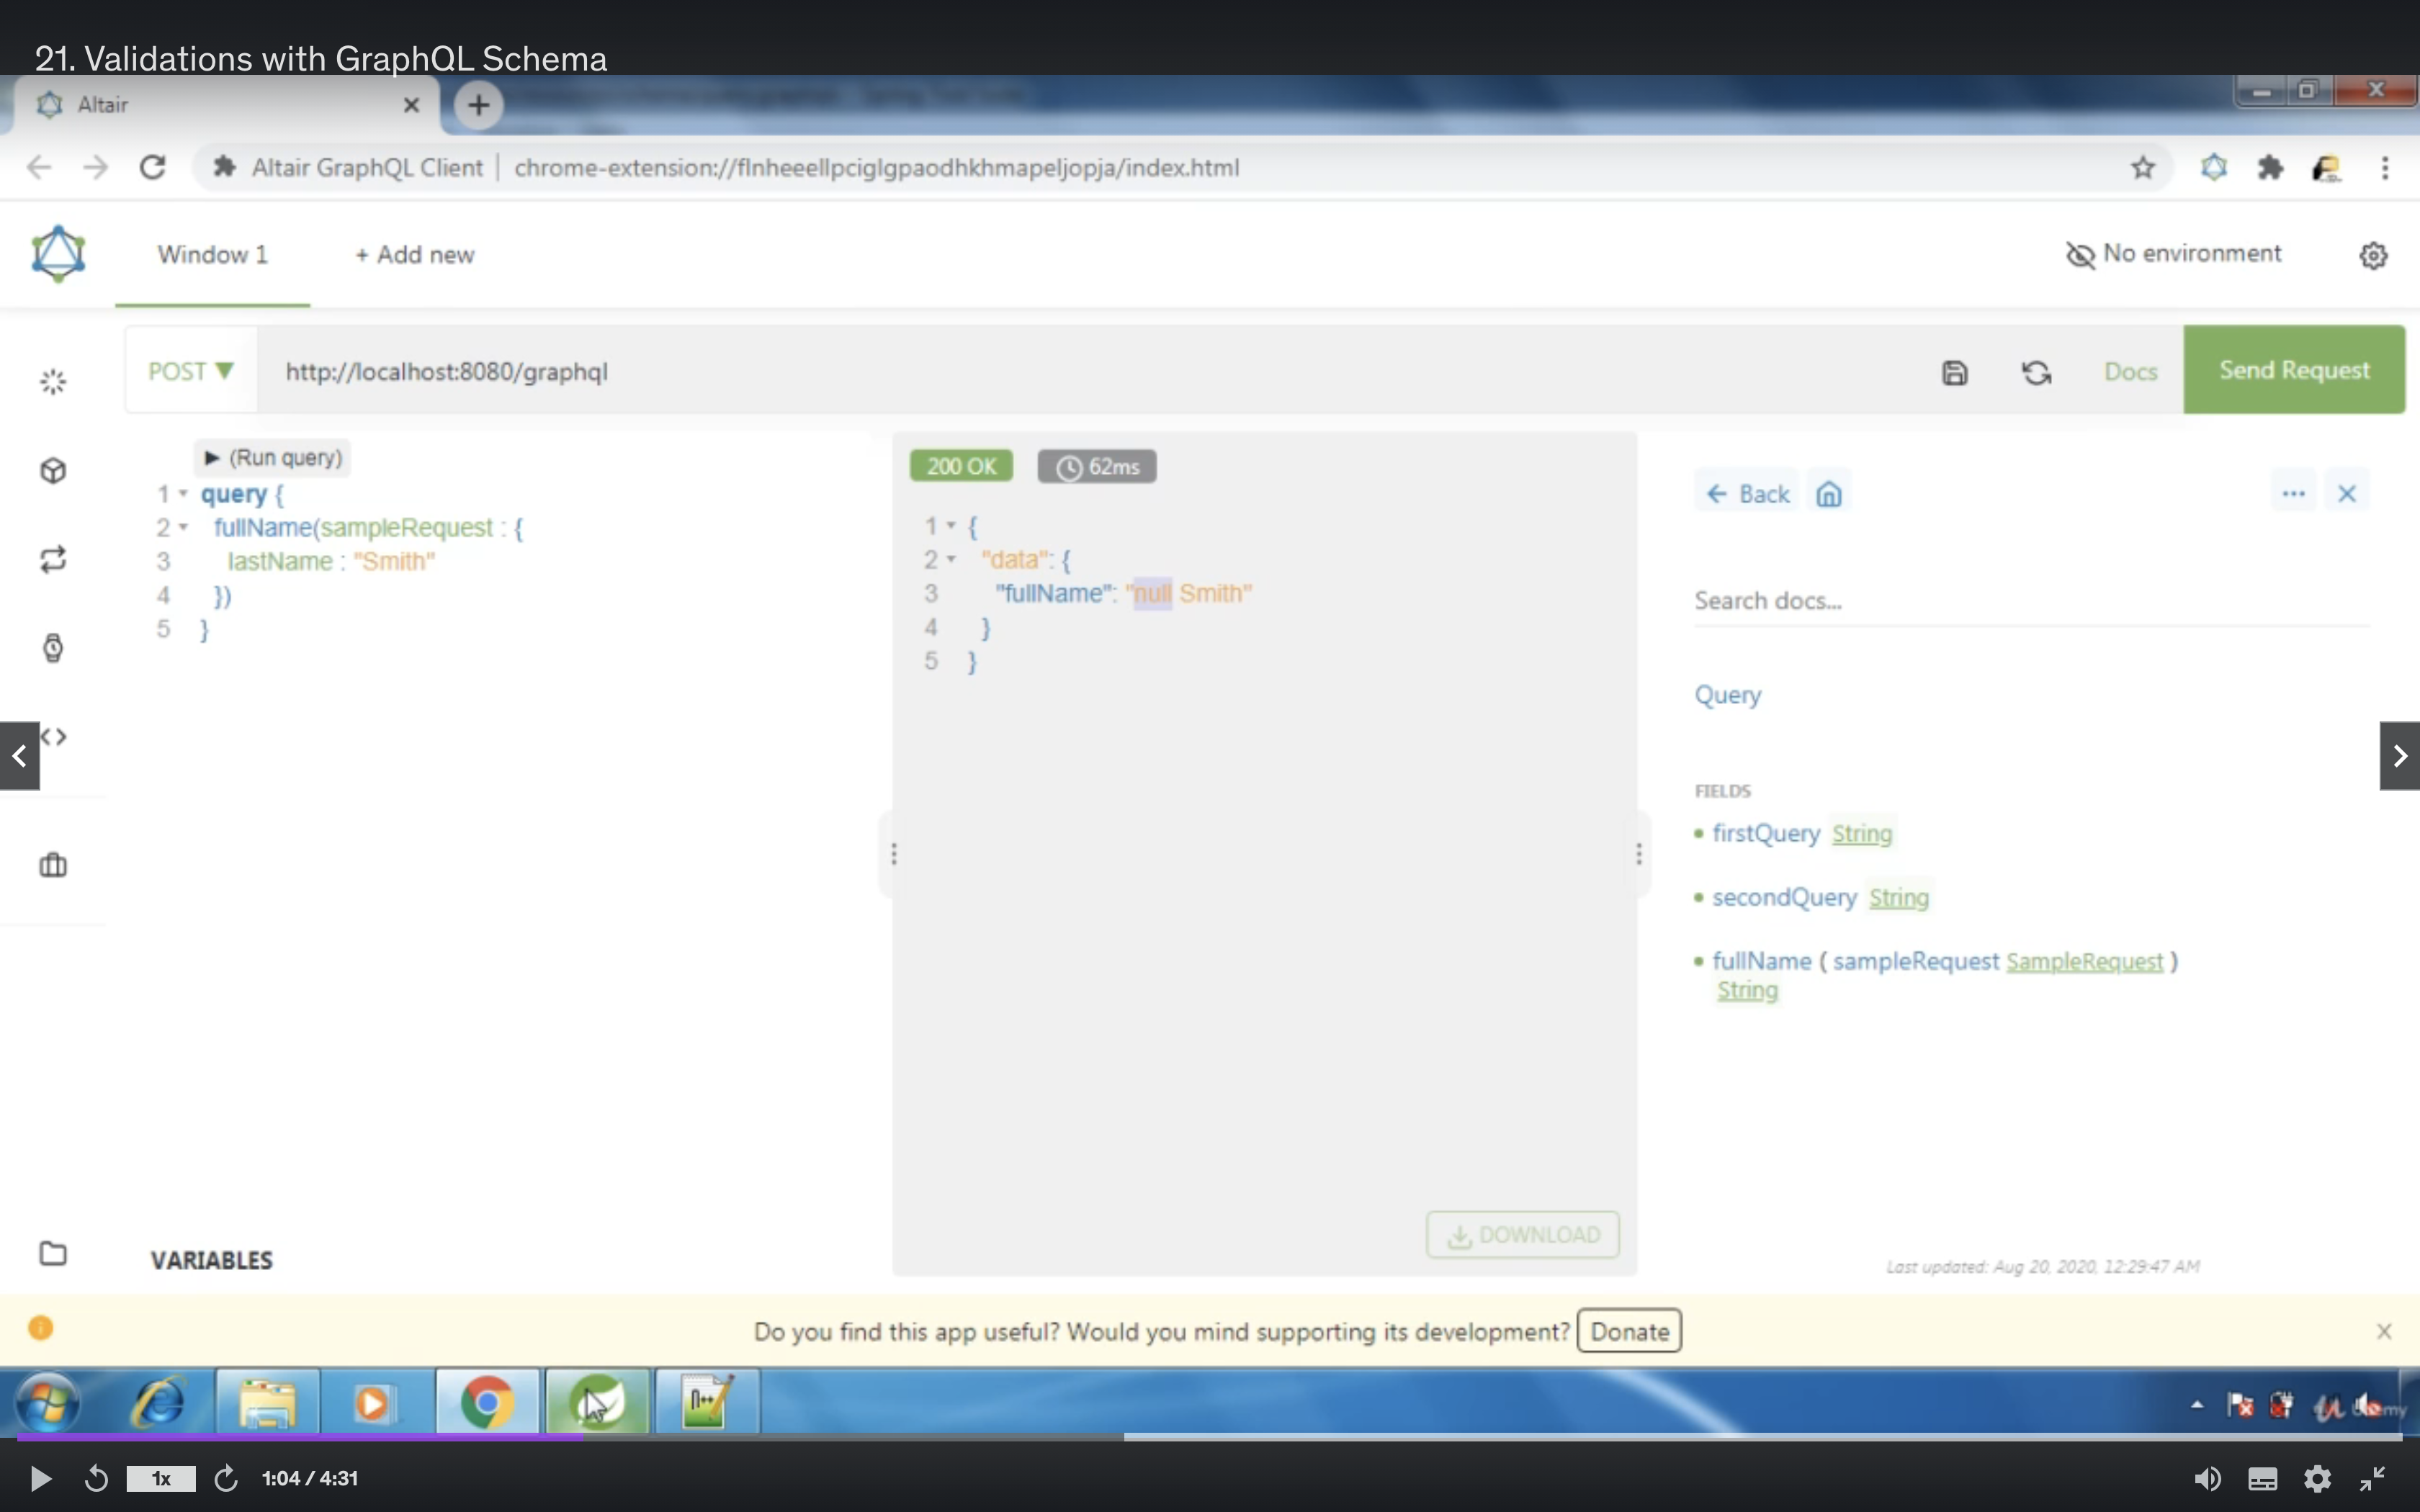 21. Validations with GraphQL Schema
Altair
Altair GraphQL Client | chrome-extension://flnheeellpciglgpaodhkhmapeljopja/index.html
Window 1
+ Add new
No environment
POST ▼
http://localhost:8080/graphql
Docs
Send Request
▶ (Run query)
1 query {
2 fullName(sampleRequest : {
3 lastName : "Smith"
4 })
5 }
200 OK
62ms
1 {
2 "data": {
3 "fullName": "null Smith"
4 }
5 }
← Back
Search docs...
Query
FIELDS
• firstQuery String
• secondQuery String
• fullName ( sampleRequest SampleRequest )
String
DOWNLOAD
VARIABLES
Last updated: Aug 20, 2020, 12:29:47 AM
Do you find this app useful? Would you mind supporting its development? Donate
1x
1:04 / 4:31